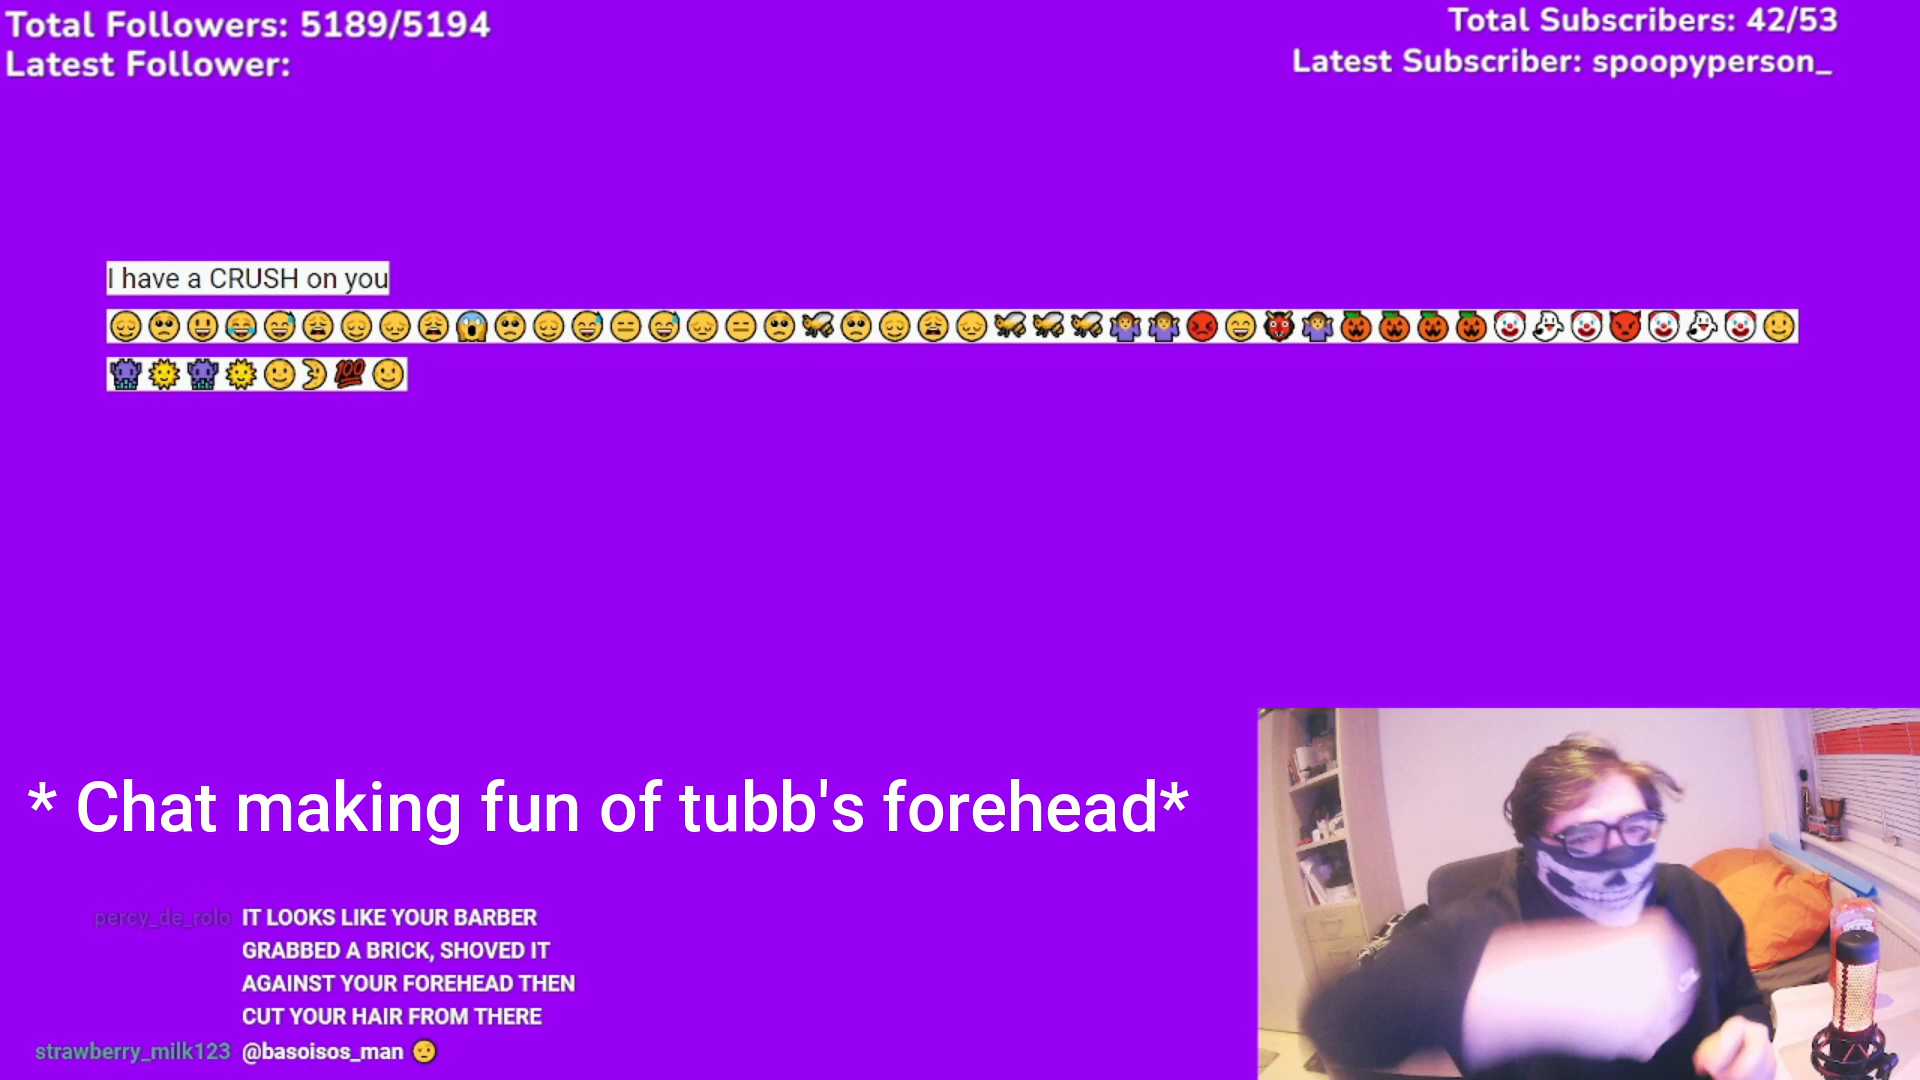 Total Followers: 5189/5194
Latest Follower:
Total Subscribers: 42/53
Latest Subscriber: spoopyperson_
I have a CRUSH on you
😌🥺😃😂😅😩😌😔😩😱🥺😌😅😑😅😔😑🥺🐝🥺😌😩😔🐝🐝🐝🤷‍♀️🤷‍♀️😡😄👹🤷‍♀️🎃🎃🎃🎃🤡👻🤡👿🤡👻🤡🙂
👾🌞👾🌞🙂🌛💯🙂
* Chat making fun of tubb's forehead*
percy_de_rolo IT LOOKS LIKE YOUR BARBER
GRABBED A BRICK, SHOVED IT
AGAINST YOUR FOREHEAD THEN
CUT YOUR HAIR FROM THERE
strawberry_milk123 @basoisos_man 😏